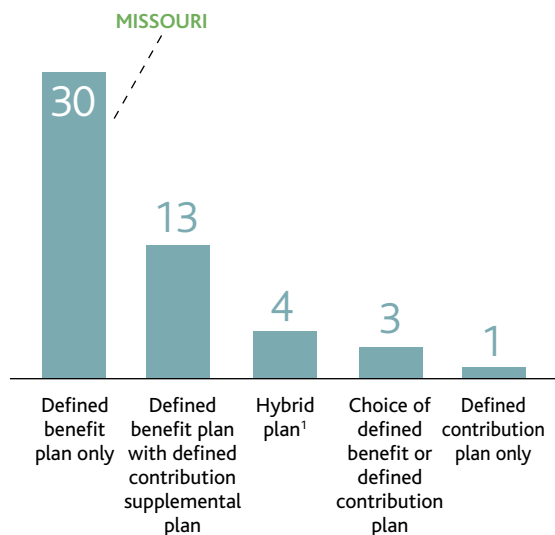 MISSOURI
30
13
4
3
1
Defined
benefit
plan only
Defined
benefit plan
with defined
contribution
supplemental
plan
Hybrid
plan¹
Choice of
defined
benefit or
defined
contribution
plan
Defined
contribution
plan only